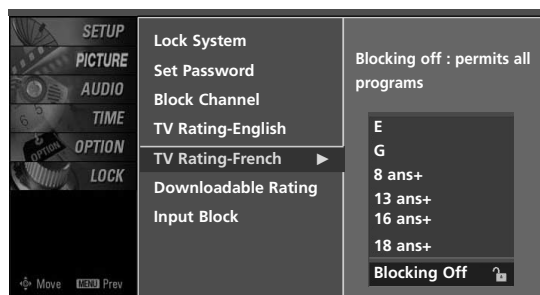 SETUP
PICTURE
AUDIO
TIME
OPTION
LOCK
Move MENU Prev
Lock System
Set Password
Block Channel
TV Rating-English
TV Rating-French
Downloadable Rating
Input Block
Blocking off : permits all
programs
E
G
8 ans+
13 ans+
16 ans+
18 ans+
Blocking Off